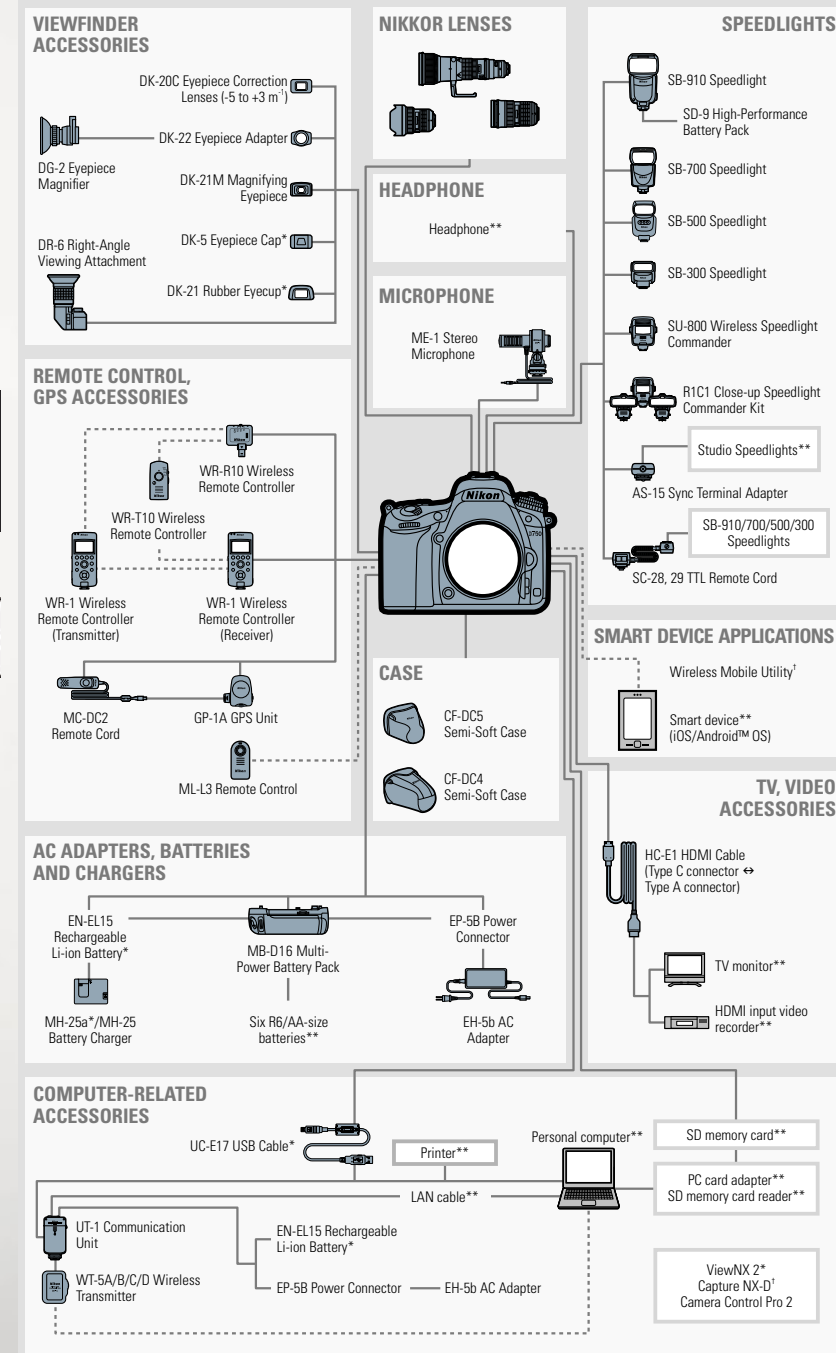 VIEWFINDER
ACCESSORIES
DK-20C Eyepiece Correction
Lenses (-5 to +3 m⁻¹)
DK-22 Eyepiece Adapter
DG-2 Eyepiece
Magnifier
DK-21M Magnifying
Eyepiece
DK-5 Eyepiece Cap*
DR-6 Right-Angle
Viewing Attachment
DK-21 Rubber Eyecup*
NIKKOR LENSES
HEADPHONE
Headphone**
MICROPHONE
ME-1 Stereo
Microphone
SPEEDLIGHTS
SB-910 Speedlight
SD-9 High-Performance
Battery Pack
SB-700 Speedlight
SB-500 Speedlight
SB-300 Speedlight
SU-800 Wireless Speedlight
Commander
R1C1 Close-up Speedlight
Commander Kit
Studio Speedlights**
AS-15 Sync Terminal Adapter
SB-910/700/500/300
Speedlights
SC-28, 29 TTL Remote Cord
REMOTE CONTROL,
GPS ACCESSORIES
WR-R10 Wireless
Remote Controller
WR-T10 Wireless
Remote Controller
WR-1 Wireless
Remote Controller
(Transmitter)
WR-1 Wireless
Remote Controller
(Receiver)
MC-DC2
Remote Cord
GP-1A GPS Unit
ML-L3 Remote Control
Nikon
D750
CASE
CF-DC5
Semi-Soft Case
CF-DC4
Semi-Soft Case
SMART DEVICE APPLICATIONS
Wireless Mobile Utility†
Smart device**
(iOS/Android™ OS)
TV, VIDEO
ACCESSORIES
HC-E1 HDMI Cable
(Type C connector ↔
Type A connector)
TV monitor**
HDMI input video
recorder**
AC ADAPTERS, BATTERIES
AND CHARGERS
EN-EL15
Rechargeable
Li-ion Battery*
MB-D16 Multi-
Power Battery Pack
EP-5B Power
Connector
MH-25a*/MH-25
Battery Charger
Six R6/AA-size
batteries**
EH-5b AC
Adapter
COMPUTER-RELATED
ACCESSORIES
UC-E17 USB Cable*
Printer**
Personal computer**
SD memory card**
LAN cable**
PC card adapter**
SD memory card reader**
UT-1 Communication
Unit
EN-EL15 Rechargeable
Li-ion Battery*
WT-5A/B/C/D Wireless
Transmitter
EP-5B Power Connector
EH-5b AC Adapter
ViewNX 2*
Capture NX-D†
Camera Control Pro 2